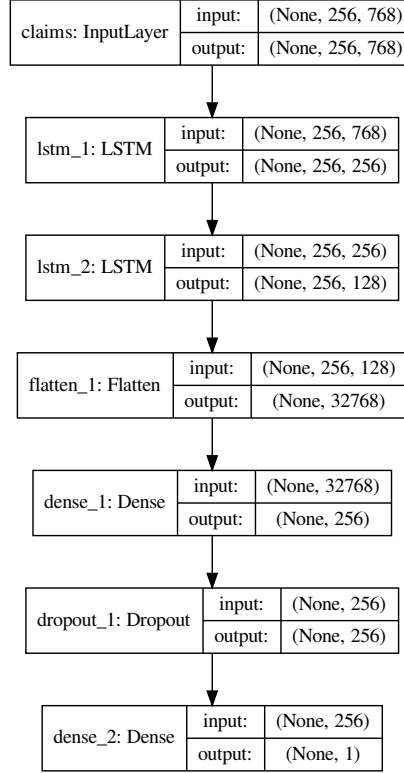 claims: InputLayer
input: (None, 256, 768)
output: (None, 256, 768)
lstm_1: LSTM
input: (None, 256, 768)
output: (None, 256, 256)
lstm_2: LSTM
input: (None, 256, 256)
output: (None, 256, 128)
flatten_1: Flatten
input: (None, 256, 128)
output: (None, 32768)
dense_1: Dense
input: (None, 32768)
output: (None, 256)
dropout_1: Dropout
input: (None, 256)
output: (None, 256)
dense_2: Dense
input: (None, 256)
output: (None, 1)